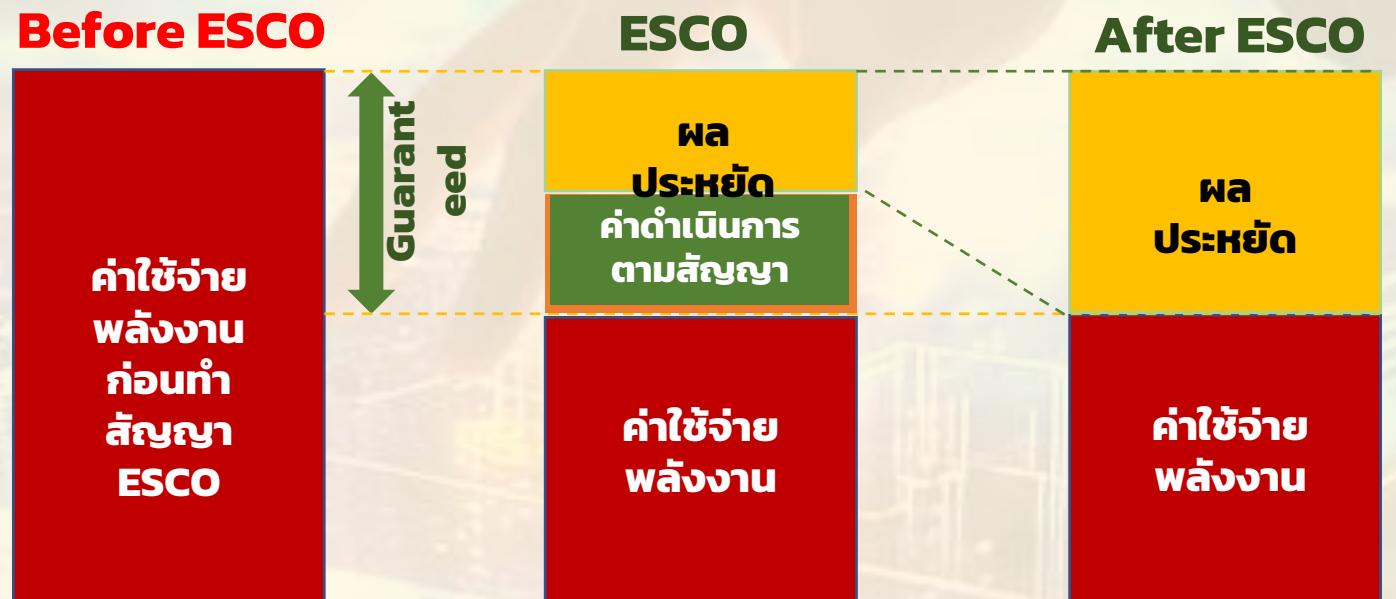 Before ESCO
ESCO
After ESCO
ค่าใช้จ่าย
พลังงาน
ก่อนทำ
สัญญา
ESCO
Guarant
eed
ผล
ประหยัด
ค่าดำเนินการ
ตามสัญญา
ค่าใช้จ่าย
พลังงาน
ผล
ประหยัด
ค่าใช้จ่าย
พลังงาน